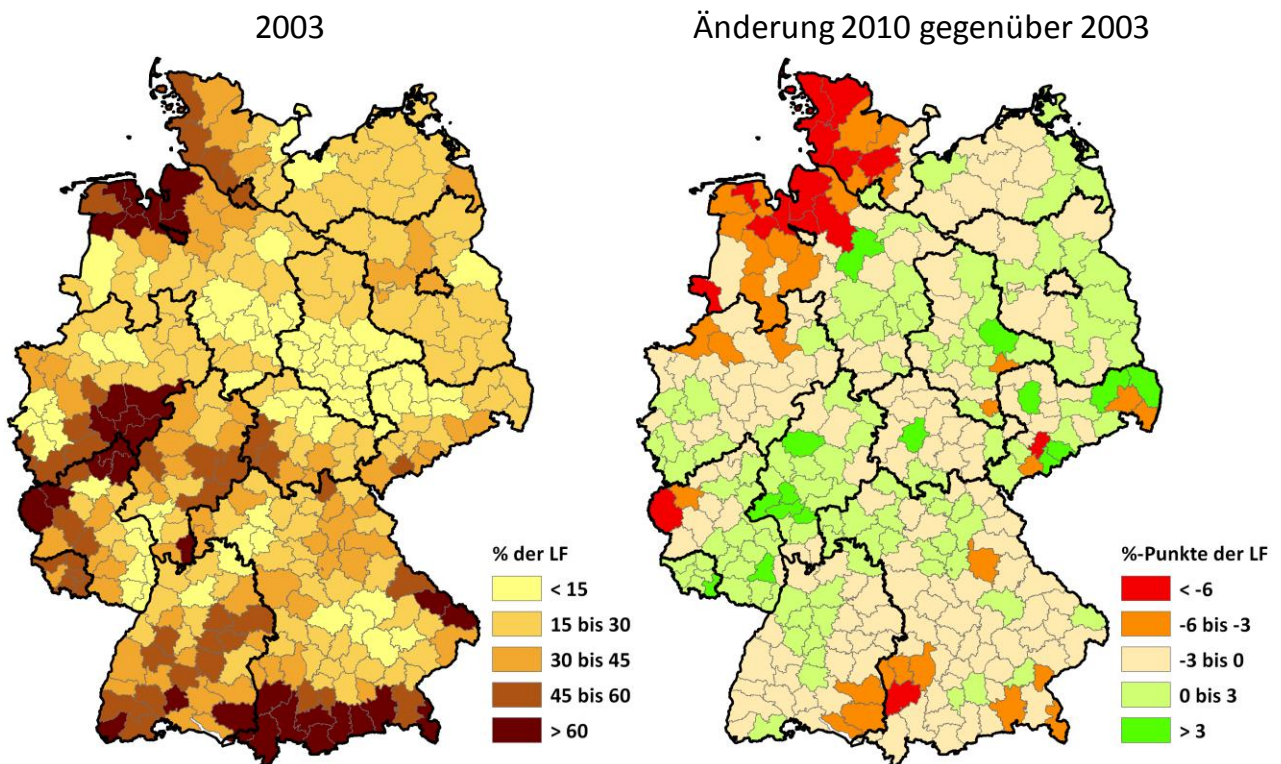 2003
Änderung 2010 gegenüber 2003
% der LF
< 15
15 bis 30
30 bis 45
45 bis 60
> 60
%-Punkte der LF
< -6
-6 bis -3
-3 bis 0
0 bis 3
> 3